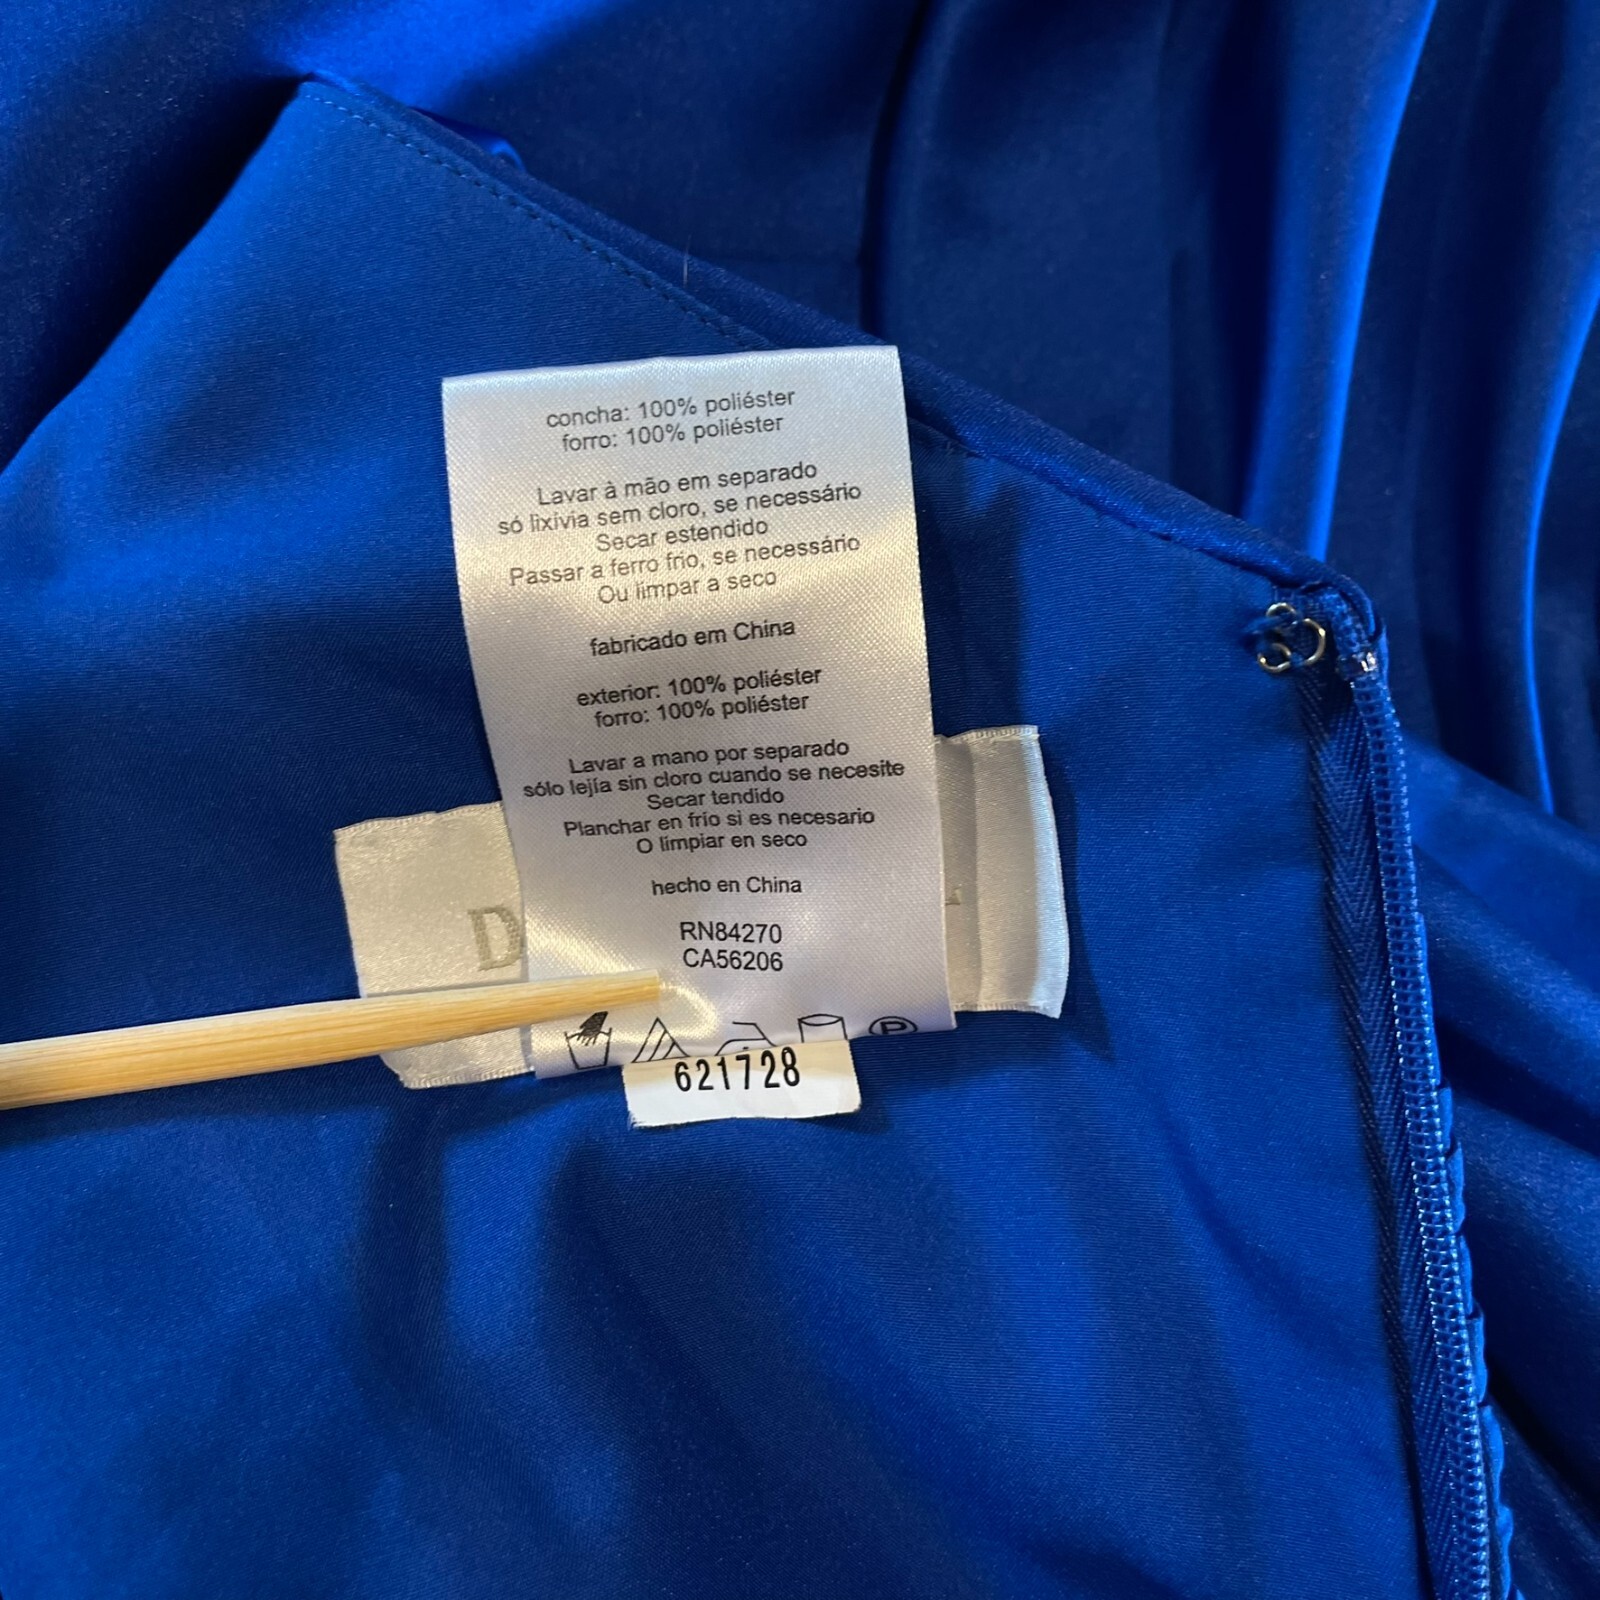 concha: 100% poliéster
forro: 100% poliéster
Lavar à mão em separado
só lixívia sem cloro, se necessário
Secar estendido
Passar a ferro frio, se necessário
Ou limpar a seco
fabricado em China
exterior: 100% poliéster
forro: 100% poliéster
Lavar a mano por separado
sólo lejía sin cloro cuando se necesite
Secar tendido
Planchar en frío si es necesario
O limpiar en seco
hecho en China
D
RN84270
CA56206
P
621728